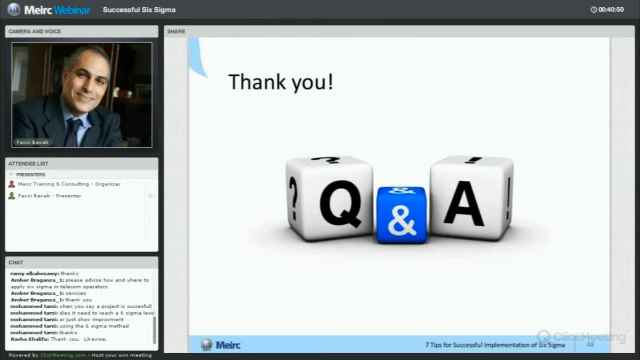 Meirc Webinar
Successful Six Sigma
00:40:50
CAMERA AND VOICE
Fawzi Bawab
ATTENDEE LIST
PRESENTERS
Meirc Training & Consulting - Organizer
Fawzi Bawab - Presenter
CHAT
ramy elbahnsawy: thanks
Amber Braganza_1: please advise how and where to
apply six sigma in telecom operators
Amber Braganza_1: services
Amber Braganza_1: thank you
mohammed tarsi: when you say a project is succesfull
mohammed tarsi: dies it need to reach a 6 sigma level
mohammed tarsi: or just show improvment
mohammed tarsi: using the 6 sigma method
mohammed tarsi: thanks
Rasha Khalifa: Thank you. Likewise.
Powered by ClickMeeting.com - Host your own meeting
SHARE
Thank you!
? Q & A !
Meirc
7 Tips for Successful Implementation of Six Sigma
ClickMeeting